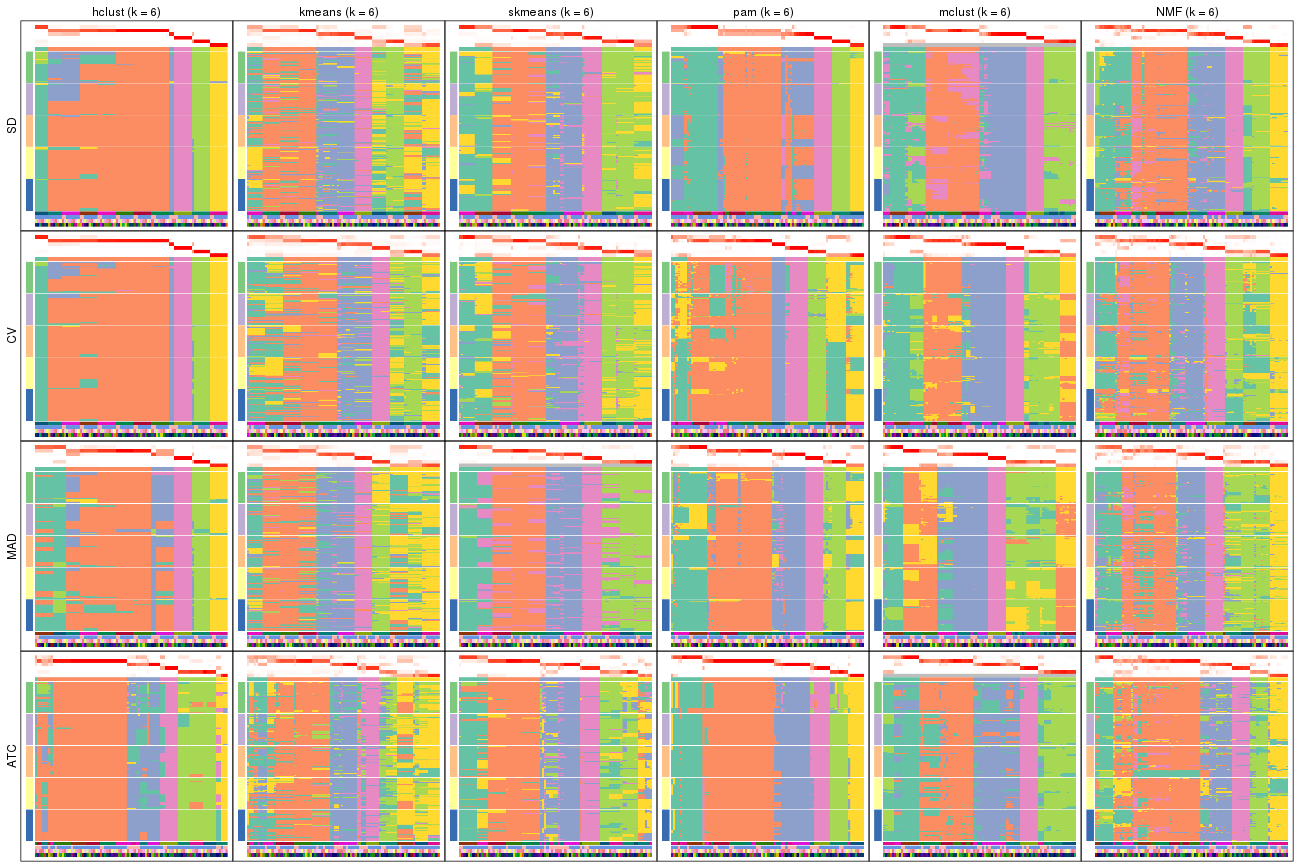 hclust (k = 6) kmeans (k = 6) skmeans (k = 6) pam (k = 6) mclust (k = 6) NMF (k = 6)
SD
CV
MAD
ATC